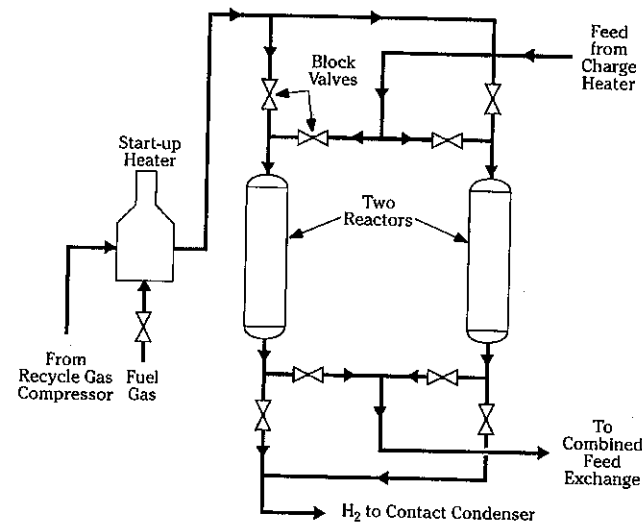 Feed
from
Charge
Heater
Block
Valves
Start-up
Heater
Two
Reactors
From
Recycle Gas
Compressor
Fuel
Gas
To
Combined
Feed
Exchange
H₂ to Contact Condenser